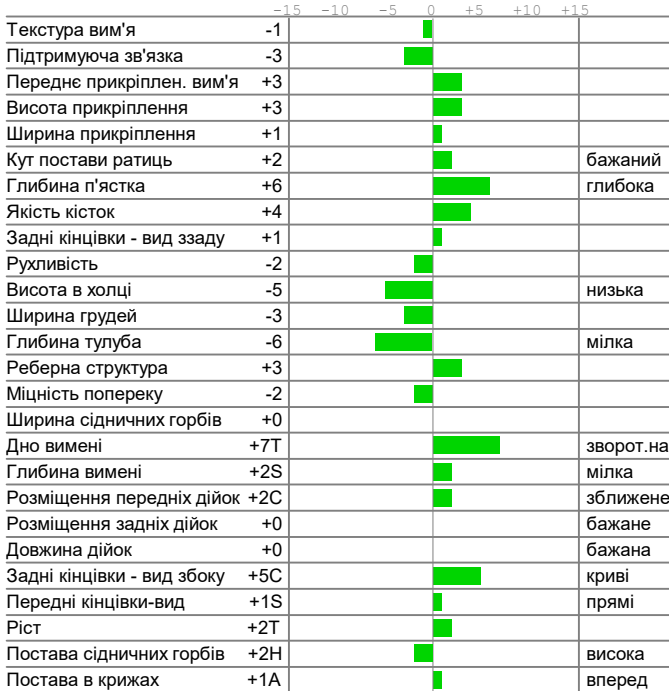 -15 -10 -5 0 +5 +10 +15
Текстура вим'я -1
Підтримуюча зв'язка -3
Переднє прикріплен. вим'я +3
Висота прикріплення +3
Ширина прикріплення +1
Кут постави ратиць +2 бажаний
Глибина п'ястка +6 глибока
Якість кісток +4
Задні кінцівки - вид ззаду +1
Рухливість -2
Висота в холці -5 низька
Ширина грудей -3
Глибина тулуба -6 мілка
Реберна структура +3
Міцність попереку -2
Ширина сідничних горбів +0
Дно вимені +7T зворот.на
Глибина вимені +2S мілка
Розміщення передніх дійок +2C зближене
Розміщення задніх дійок +0 бажане
Довжина дійок +0 бажана
Задні кінцівки - вид збоку +5C криві
Передні кінцівки-вид +1S прямі
Ріст +2T
Постава сідничних горбів +2H висока
Постава в крижах +1A вперед